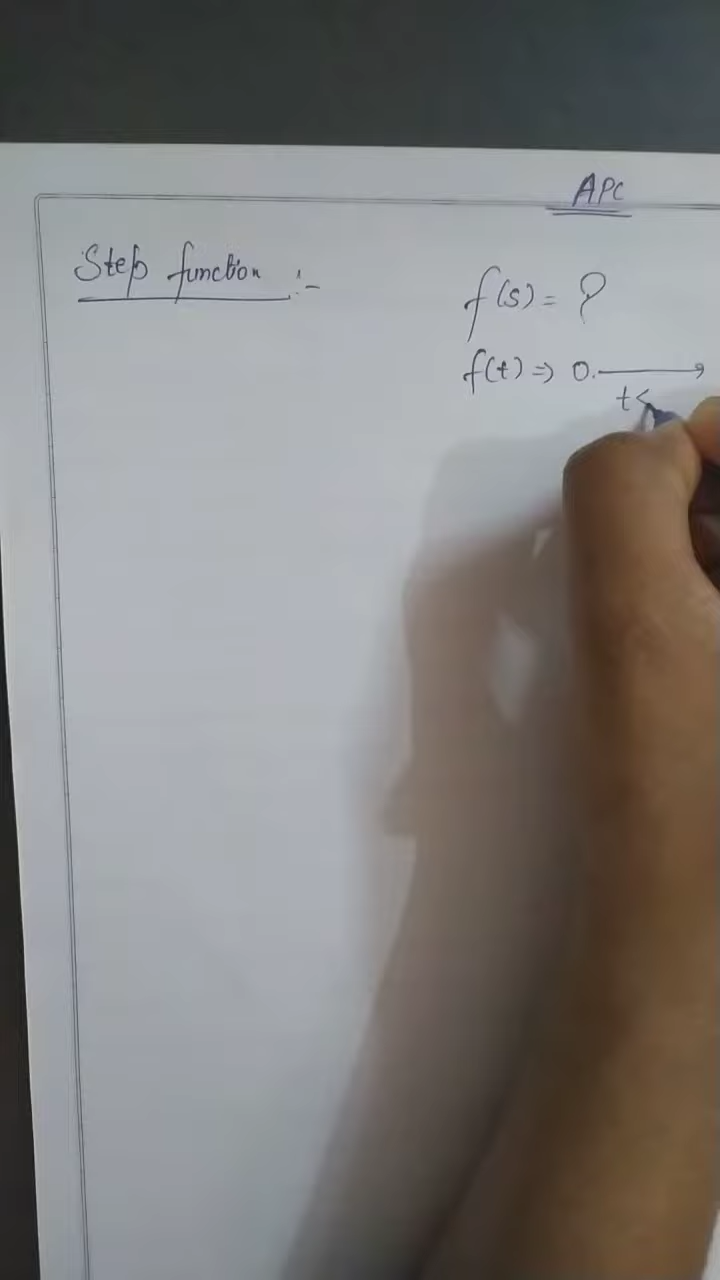 APC
Step function :-
f(s) = ?
f(t) => 0. →
t<